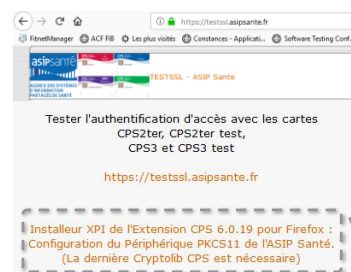 https://testssl.asipsante.fr
FitnetManager ACF FIB Les plus visités Constances - Applicati... Software Testing Conf.
asipsanté
AGENCE DES SYSTÈMES
D'INFORMATION
PARTAGÉS DE SANTÉ
TESTSSL - ASIP Sante
Tester l'authentification d'accès avec les cartes
CPS2ter, CPS2ter test,
CPS3 et CPS3 test
https://testssl.asipsante.fr
Installeur XPI de l'Extension CPS 6.0.19 pour Firefox :
Configuration du Périphérique PKCS11 de l'ASIP Santé.
(La dernière Cryptolib CPS est nécessaire)